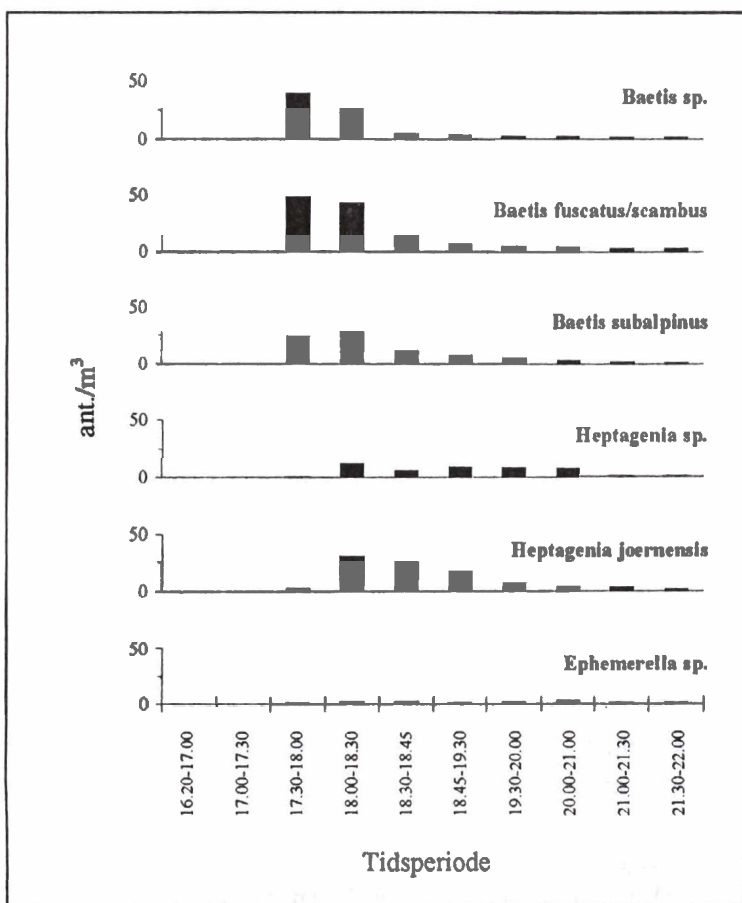 50
Baetis sp.
0
50
Baetis fuscatus/scambus
0
50
Baetis subalpinus
0
ant./m³
50
Heptagenia sp.
0
50
Heptagenia joernensis
0
50
Ephemerella sp.
0
16.20-17.00
17.00-17.30
17.30-18.00
18.00-18.30
18.30-18.45
18.45-19.30
19.30-20.00
20.00-21.00
21.00-21.30
21.30-22.00
Tidsperiode